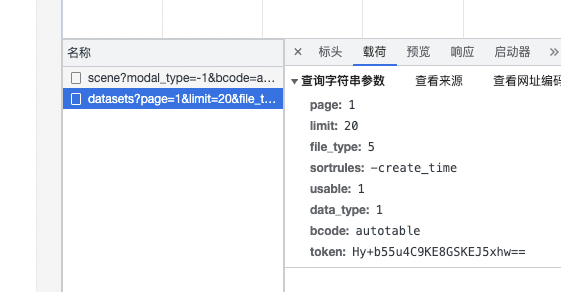 名称
× 标头 载荷 预览 响应 启动器 »
scene?modal_type=-1&bcode=a...
datasets?page=1&limit=20&file_t...
▼查询字符串参数 查看来源 查看网址编码
page: 1
limit: 20
file_type: 5
sortrules: -create_time
usable: 1
data_type: 1
bcode: autotable
token: Hy+b55u4C9KE8GSKEJ5xhw==